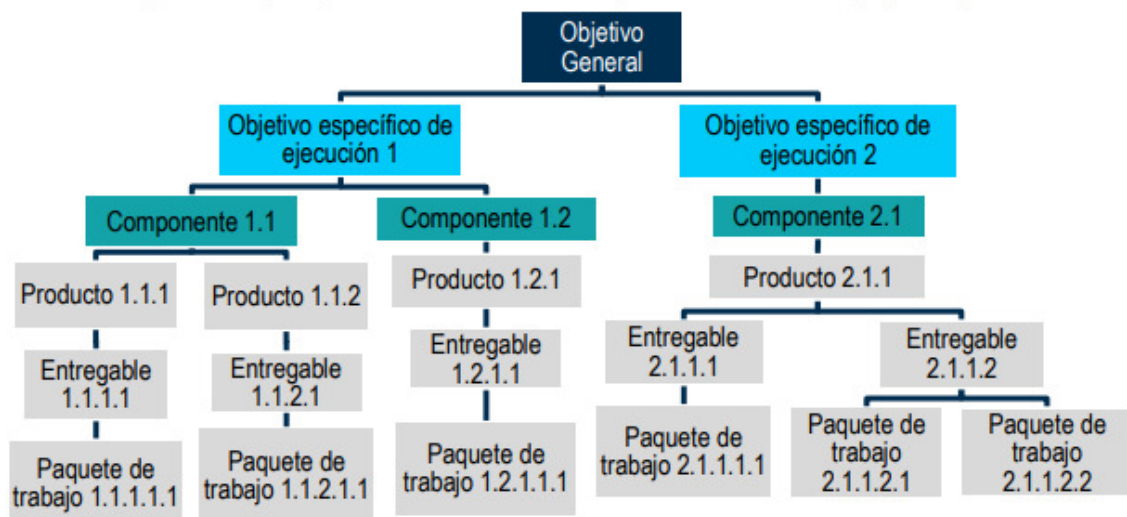 Objetivo
General
Objetivo específico de
ejecución 1
Objetivo específico de
ejecución 2
Componente 1.1
Componente 1.2
Componente 2.1
Producto 1.1.1
Producto 1.1.2
Producto 1.2.1
Producto 2.1.1
Entregable
1.1.1.1
Entregable
1.1.2.1
Entregable
1.2.1.1
Entregable
2.1.1.1
Entregable
2.1.1.2
Paquete de
trabajo 1.1.1.1.1
Paquete de
trabajo 1.1.2.1.1
Paquete de
trabajo 1.2.1.1.1
Paquete de
trabajo 2.1.1.1.1
Paquete de
trabajo
2.1.1.2.1
Paquete de
trabajo
2.1.1.2.2